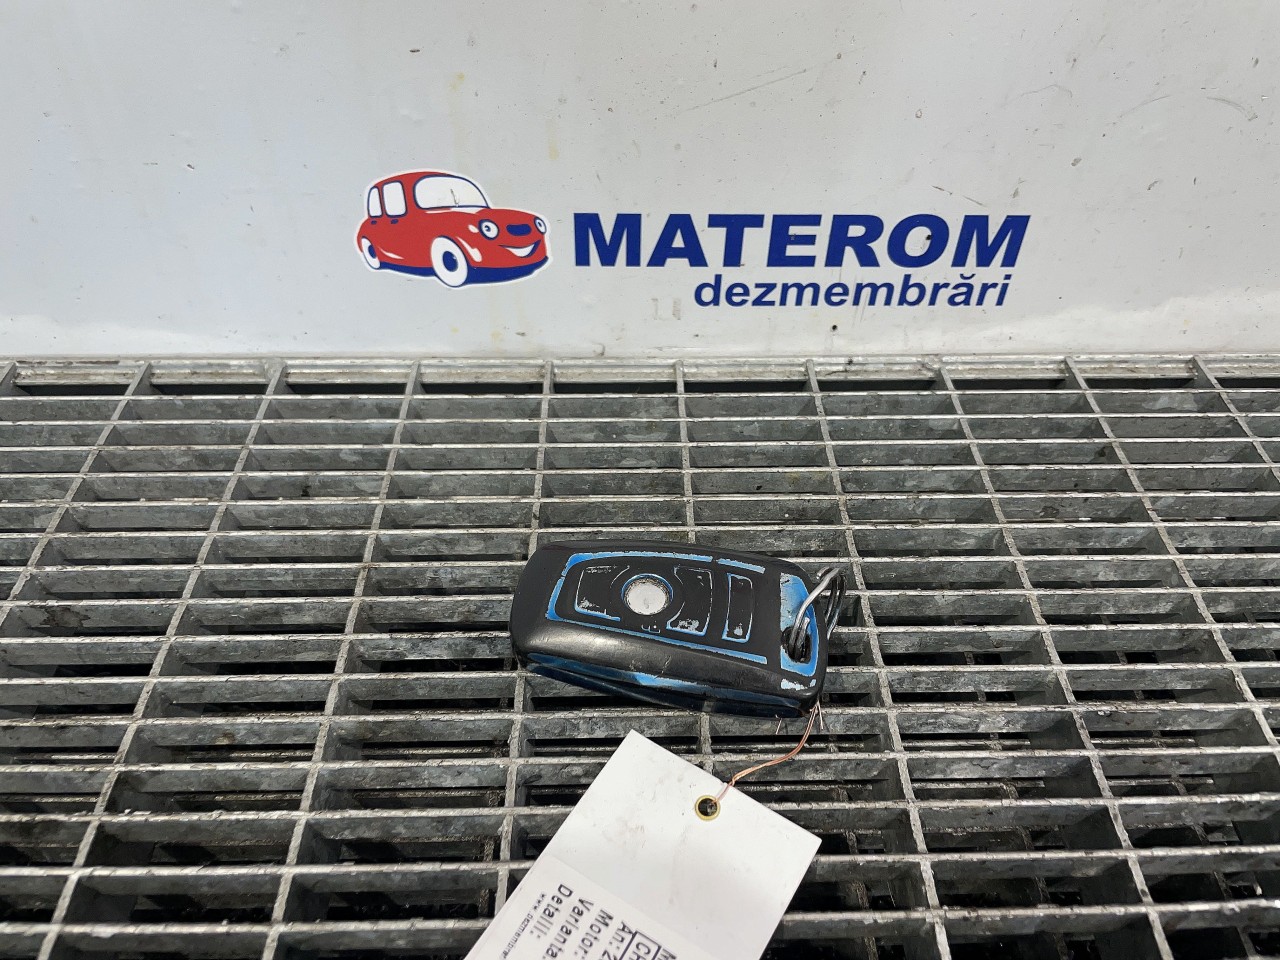 MATEROM
dezmembrări
An:
Motor:
Varianta:
Detalii: